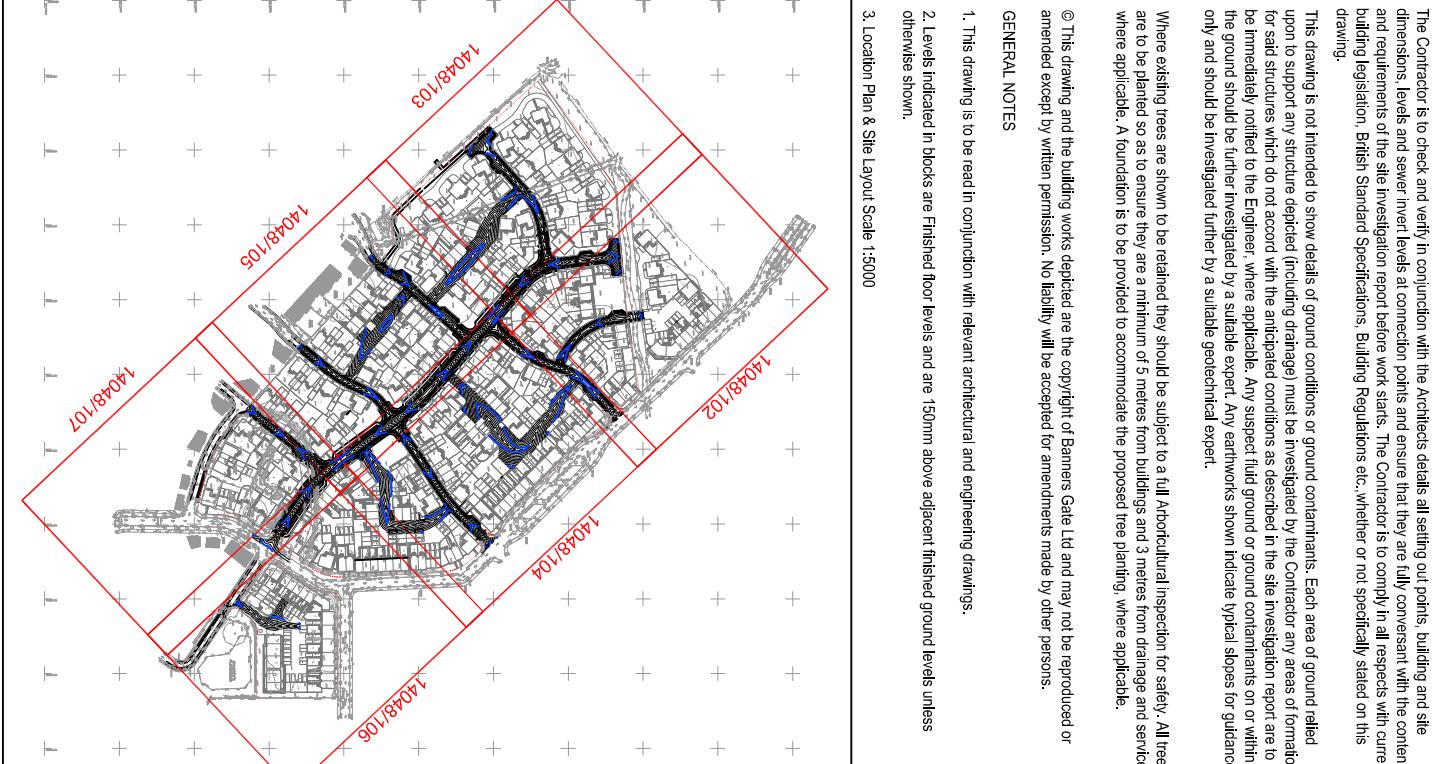 The Contractor is to check and verify in conjunction with the Architects details all setting out points, building and site
dimensions, levels and sewer invert levels at connection points and ensure that they are fully conversant with the conten
and requirements of the site investigation report before work starts. The Contractor is to comply in all respects with curre
building legislation, British Standard Specifications, Building Regulations etc.,whether or not specifically stated on this
drawing.
This drawing is not intended to show details of ground conditions or ground contaminants. Each area of ground relied
upon to support any structure depicted (including drainage) must be investigated by the Contractor any areas of formatio
for said structures which do not accord with the anticipated conditions as described in the site investigation report are to
be immediately notified to the Engineer, where applicable. Any suspect fluid ground or ground contaminants on or within
the ground should be further investigated by a suitable expert. Any earthworks shown indicate typical slopes for guidanc
only and should be investigated further by a suitable geotechnical expert.
Where existing trees are shown to be retained they should be subject to a full Aboricultural inspection for safety. All tree
are to be planted so as to ensure they are a minimum of 5 metres from buildings and 3 metres from drainage and service
where applicable. A foundation is to be provided to accommodate the proposed tree planting, where applicable.
© This drawing and the building works depicted are the copyright of Banners Gate Ltd and may not be reproduced or
amended except by written permission. No liability will be accepted for amendments made by other persons.
GENERAL NOTES
1. This drawing is to be read in conjunction with relevant architectural and engineering drawings.
2. Levels indicated in blocks are Finished floor levels and are 150mm above adjacent finished ground levels unless
otherwise shown.
3. Location Plan & Site Layout Scale 1:5000
14048/103
14048/105
14048/107
14048/102
14048/104
14048/106